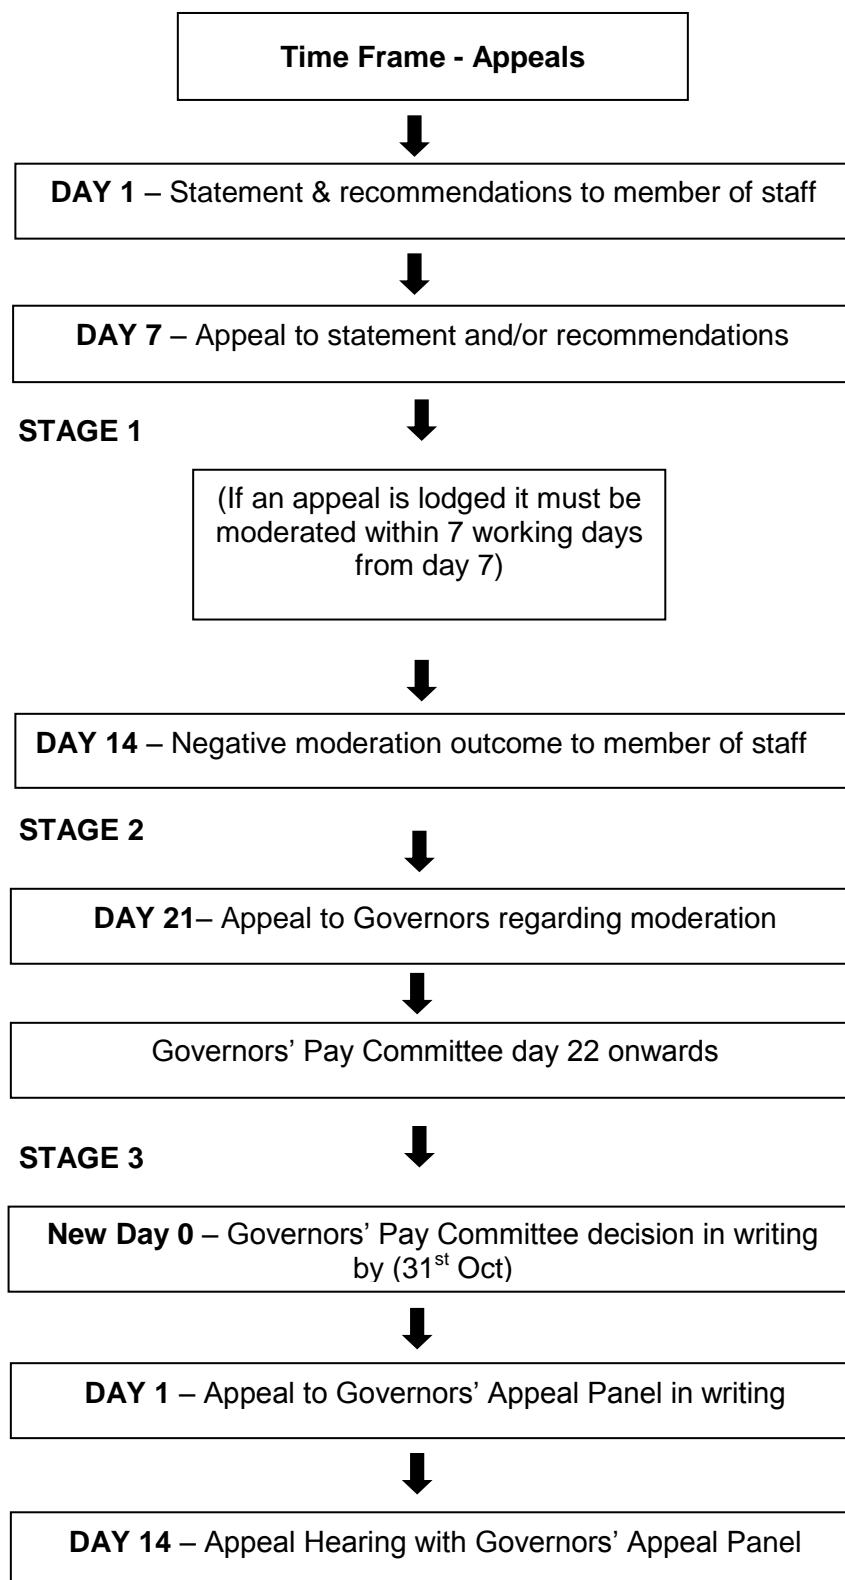 Time Frame - Appeals
DAY 1 – Statement & recommendations to member of staff
DAY 7 – Appeal to statement and/or recommendations
STAGE 1
(If an appeal is lodged it must be
moderated within 7 working days
from day 7)
DAY 14 – Negative moderation outcome to member of staff
STAGE 2
DAY 21– Appeal to Governors regarding moderation
Governors’ Pay Committee day 22 onwards
STAGE 3
New Day 0 – Governors’ Pay Committee decision in writing
by (31st Oct)
DAY 1 – Appeal to Governors’ Appeal Panel in writing
DAY 14 – Appeal Hearing with Governors’ Appeal Panel